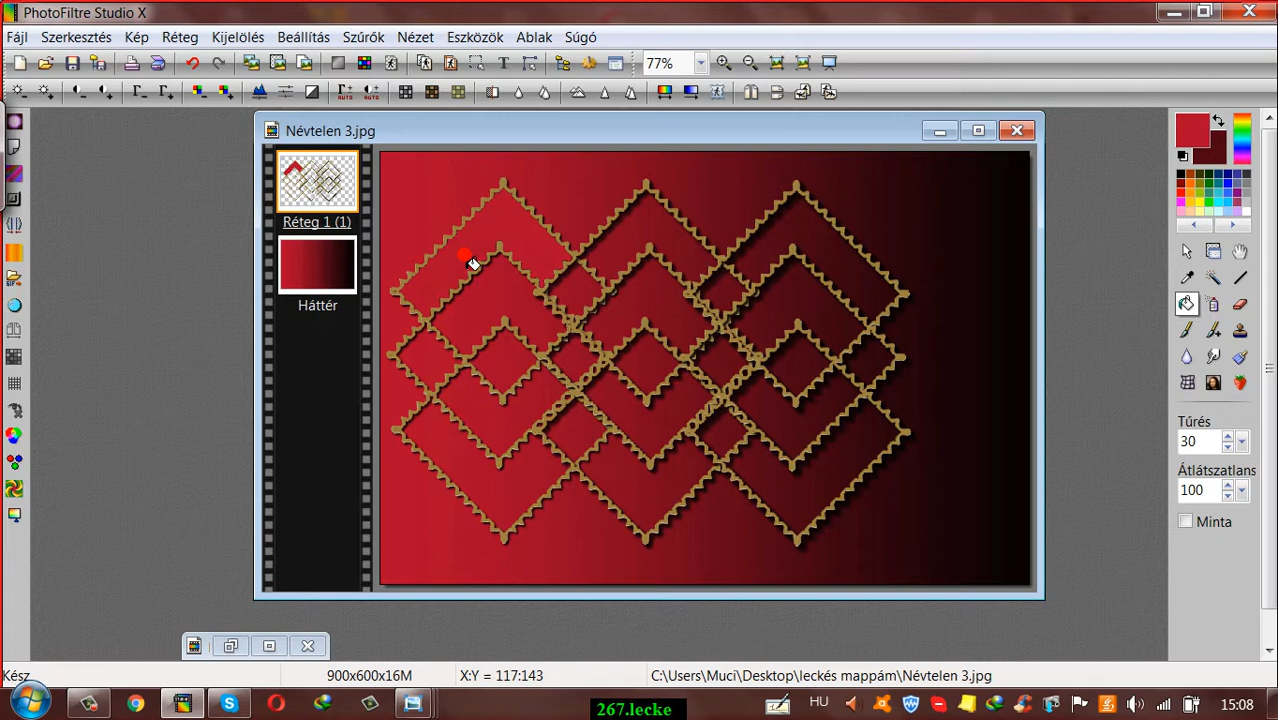 PhotoFiltre Studio X
Fájl Szerkesztés Kép Réteg Kijelölés Beállítás Szűrők Nézet Eszközök Ablak Súgó
77%
Névtelen 3.jpg
Réteg 1 (1)
Háttér
Tűrés
30
Átlátszatlans
100
Minta
Kész
900x600x16M
X:Y = 117:143
C:\Users\Muci\Desktop\leckés mappám\Névtelen 3.jpg
267.lecke
HU
15:08